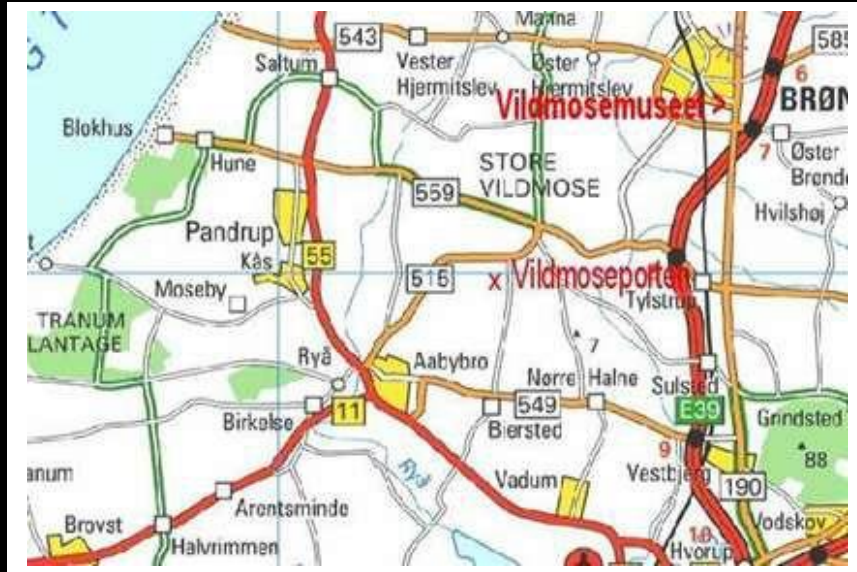 Marina
543
585
Vester
Hjermitslev
Øster
Hjermitslev
Saltum
6
Vildmosemuseet >
BRØN
Blokhus
Hune
STORE
VILDMOSE
7
Øster
Brønde
559
Hvilshøj
Pandrup
Kås
55
t
515
x Vildmoseporten
Moseby
Tylstrup
TRANUM
LANTAGE
7
Ryå
Aabybro
Nørre Halne
Sulsted
Birkelse
11
549
E39
Biersted
Grindsted
9
88
Ryå
Vestbjerg
anum
Vadum
190
Arentsminde
Brovst
Vodskov
10
Halvrimmen
Hvorup